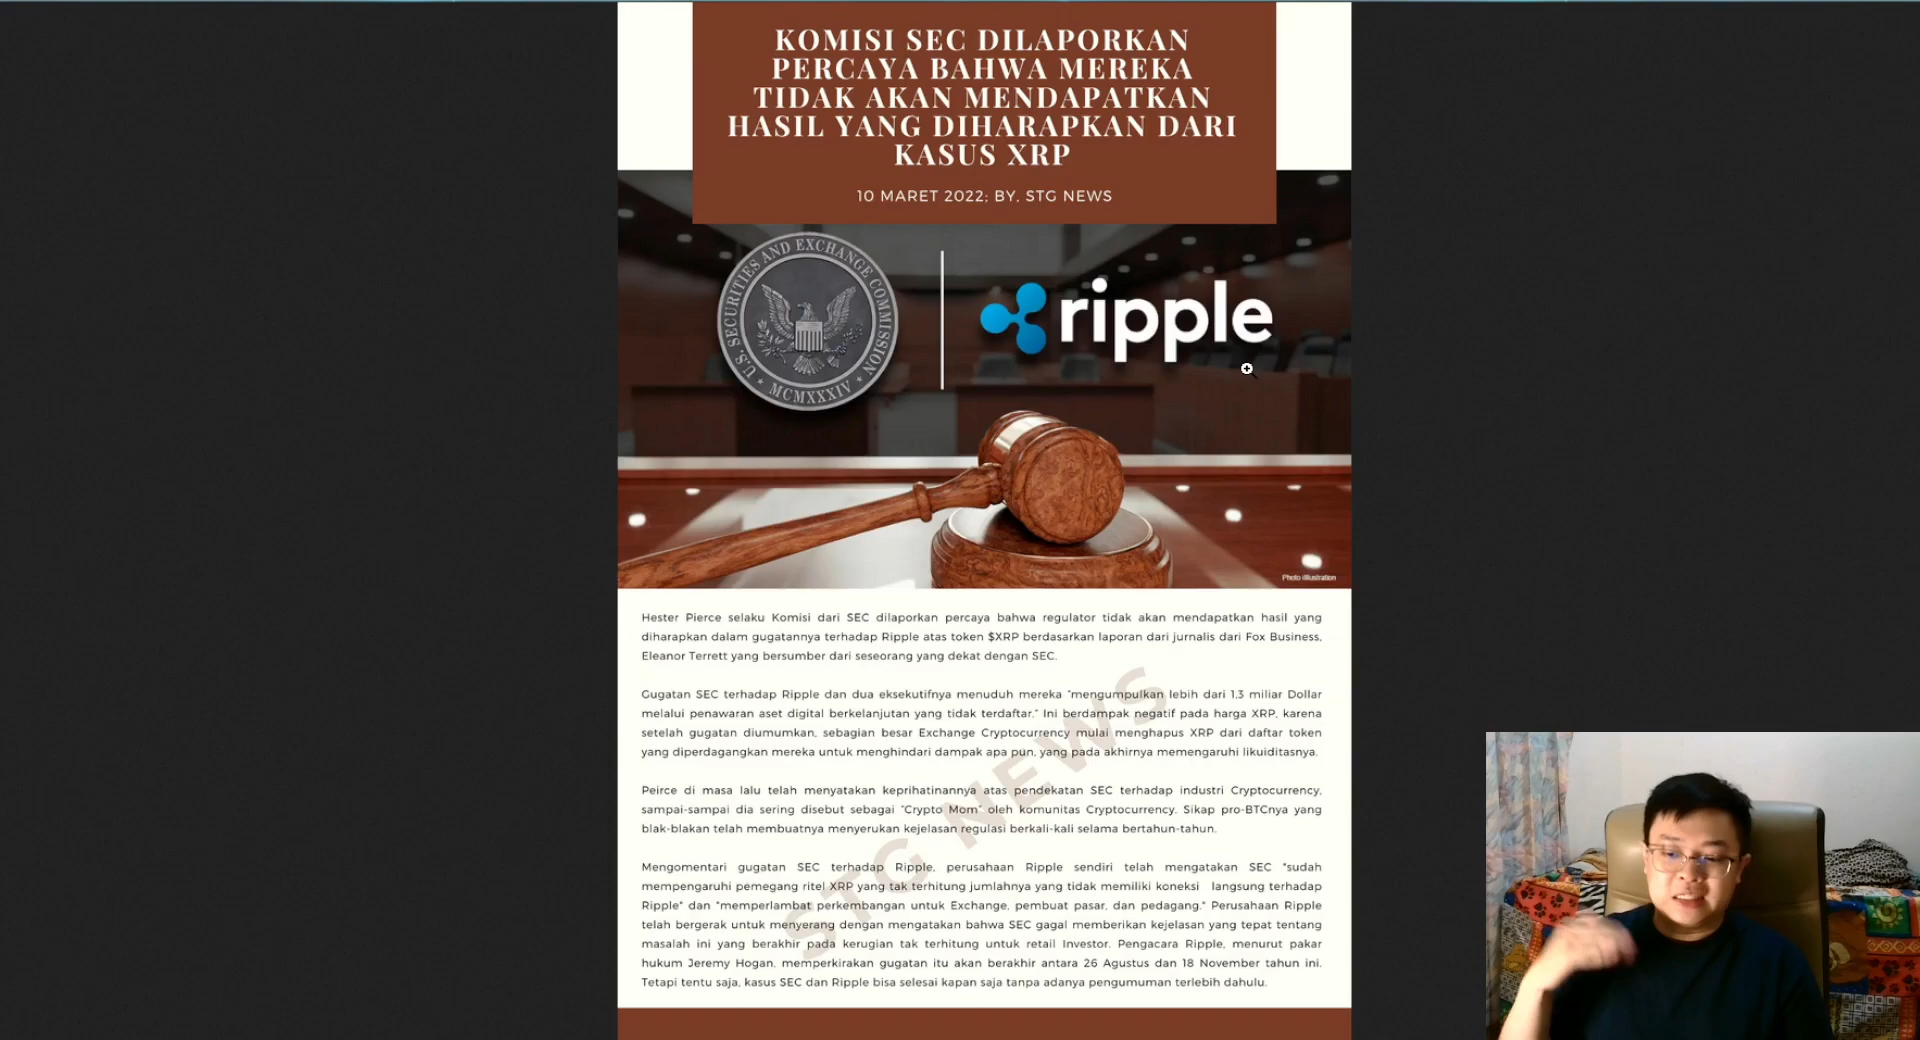 KOMISI SEC DILAPORKAN
PERCAYA BAHWA MEREKA
TIDAK AKAN MENDAPATKAN
HASIL YANG DIHARAPKAN DARI
KASUS XRP
10 MARET 2022; BY. STG NEWS
U.S. SECURITIES AND EXCHANGE COMMISSION
MCMXXXIV
ripple
Photo illustration
Hester Pierce selaku Komisi dari SEC dilaporkan percaya bahwa regulator tidak akan mendapatkan hasil yang
diharapkan dalam gugatannya terhadap Ripple atas token $XRP berdasarkan laporan dari jurnalis dari Fox Business,
Eleanor Terrett yang bersumber dari seseorang yang dekat dengan SEC.
Gugatan SEC terhadap Ripple dan dua eksekutifnya menuduh mereka "mengumpulkan lebih dari 1,3 miliar Dollar
melalui penawaran aset digital berkelanjutan yang tidak terdaftar." Ini berdampak negatif pada harga XRP, karena
setelah gugatan diumumkan, sebagian besar Exchange Cryptocurrency mulai menghapus XRP dari daftar token
yang diperdagangkan mereka untuk menghindari dampak apa pun, yang pada akhirnya memengaruhi likuiditasnya.
Peirce di masa lalu telah menyatakan keprihatinannya atas pendekatan SEC terhadap industri Cryptocurrency,
sampai-sampai dia sering disebut sebagai "Crypto Mom" oleh komunitas Cryptocurrency. Sikap pro-BTCnya yang
blak-blakan telah membuatnya menyerukan kejelasan regulasi berkali-kali selama bertahun-tahun.
Mengomentari gugatan SEC terhadap Ripple, perusahaan Ripple sendiri telah mengatakan SEC "sudah
mempengaruhi pemegang ritel XRP yang tak terhitung jumlahnya yang tidak memiliki koneksi langsung terhadap
Ripple" dan "memperlambat perkembangan untuk Exchange, pembuat pasar, dan pedagang." Perusahaan Ripple
telah bergerak untuk menyerang dengan mengatakan bahwa SEC gagal memberikan kejelasan yang tepat tentang
masalah ini yang berakhir pada kerugian tak terhitung untuk retail Investor. Pengacara Ripple, menurut pakar
hukum Jeremy Hogan, memperkirakan gugatan itu akan berakhir antara 26 Agustus dan 18 November tahun ini.
Tetapi tentu saja, kasus SEC dan Ripple bisa selesai kapan saja tanpa adanya pengumuman terlebih dahulu.
STG NEWS